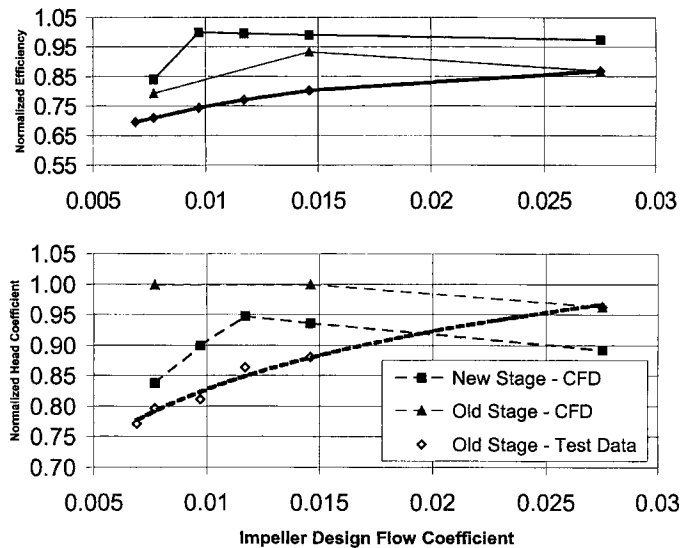 Normalized Efficiency
1.05
0.95
0.85
0.75
0.65
0.55
0.005 0.01 0.015 0.02 0.025 0.03
Normalized Head Coefficient
1.05
1.00
0.95
0.90
0.85
0.80
0.75
0.70
New Stage - CFD
Old Stage - CFD
Old Stage - Test Data
0.005 0.01 0.015 0.02 0.025 0.03
Impeller Design Flow Coefficient